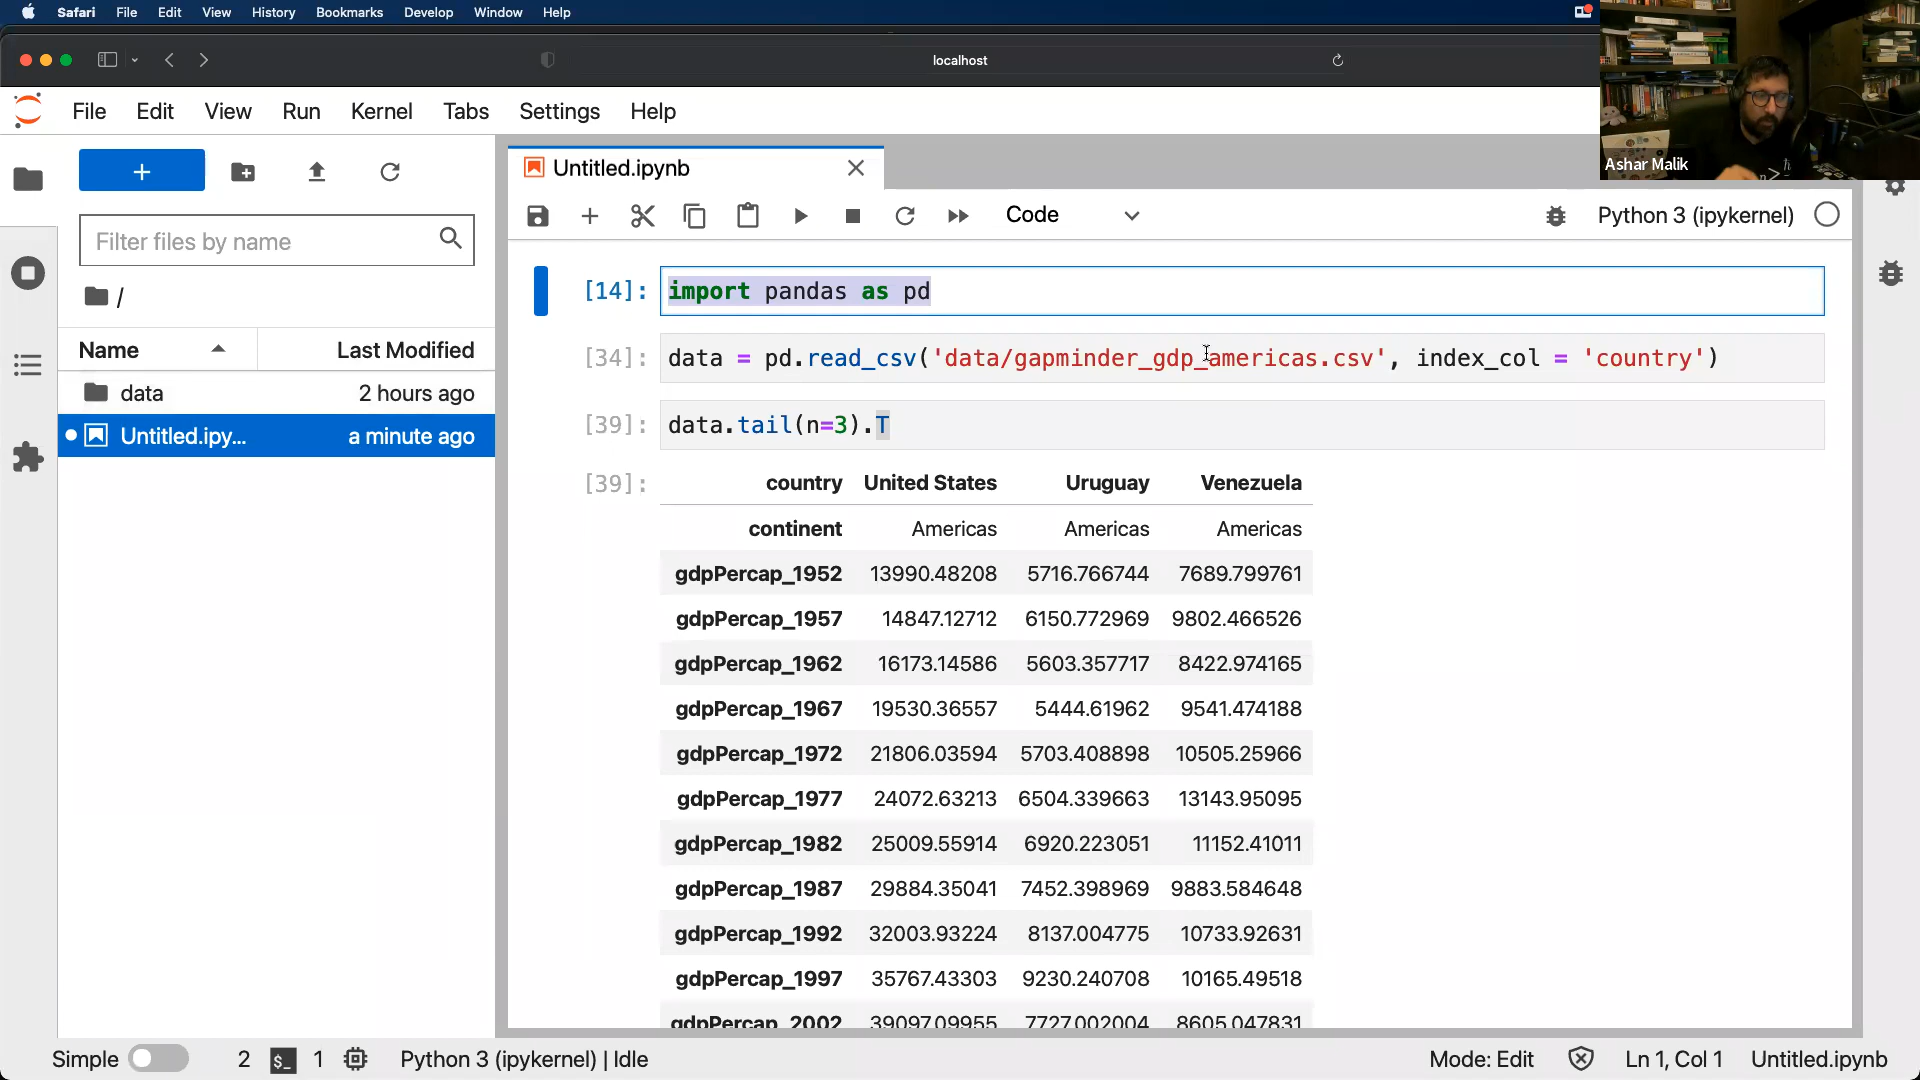 Safari File Edit View History Bookmarks Develop Window Help
localhost
Ashar Malik
File Edit View Run Kernel Tabs Settings Help
+
Filter files by name
/
Name Last Modified
data 2 hours ago
Untitled.ipy... a minute ago
Untitled.ipynb
Code
Python 3 (ipykernel)
[14]: import pandas as pd
[34]: data = pd.read_csv('data/gapminder_gdp_americas.csv', index_col = 'country')
[39]: data.tail(n=3).T
[39]: country United States Uruguay Venezuela
continent Americas Americas Americas
gdpPercap_1952 13990.48208 5716.766744 7689.799761
gdpPercap_1957 14847.12712 6150.772969 9802.466526
gdpPercap_1962 16173.14586 5603.357717 8422.974165
gdpPercap_1967 19530.36557 5444.61962 9541.474188
gdpPercap_1972 21806.03594 5703.408898 10505.25966
gdpPercap_1977 24072.63213 6504.339663 13143.95095
gdpPercap_1982 25009.55914 6920.223051 11152.41011
gdpPercap_1987 29884.35041 7452.398969 9883.584648
gdpPercap_1992 32003.93224 8137.004775 10733.92631
gdpPercap_1997 35767.43303 9230.240708 10165.49518
gdpPercap_2002 39097.09955 7727.002004 8605.047831
Simple 2 $_ 1 Python 3 (ipykernel) | Idle Mode: Edit Ln 1, Col 1 Untitled.ipynb